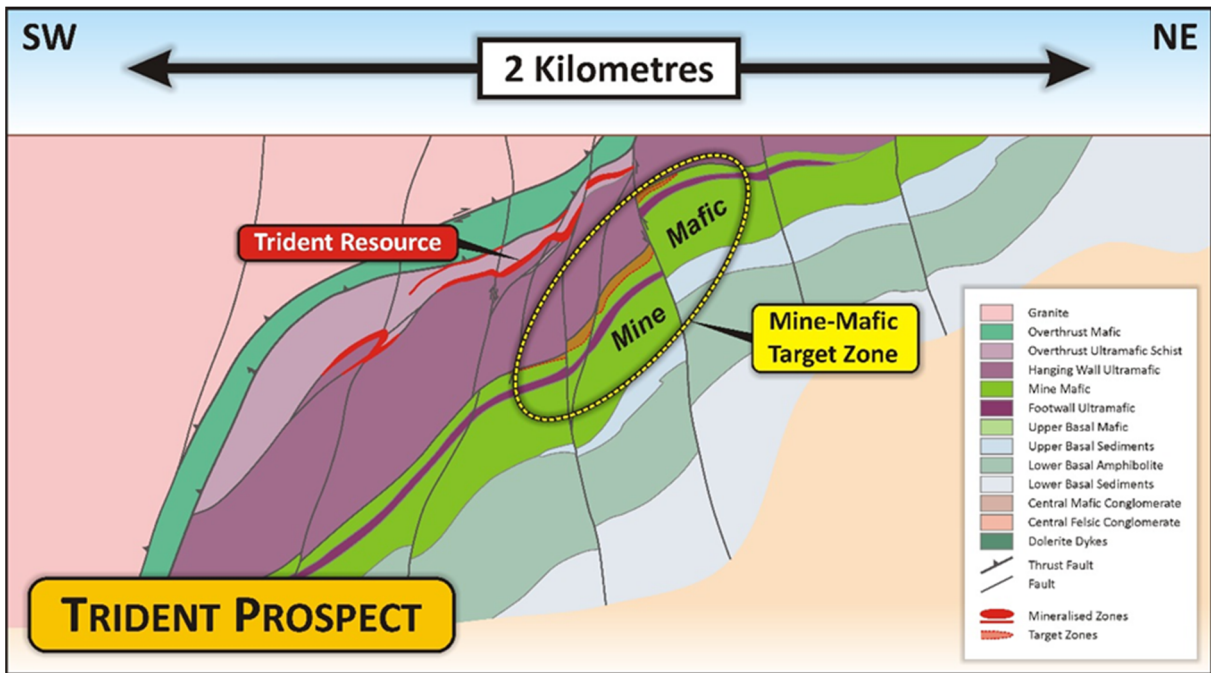 SW
2 Kilometres
NE
Trident Resource
Mafic
Mine
Mine-Mafic
Target Zone
Granite
Overthrust Mafic
Overthrust Ultramafic Schist
Hanging Wall Ultramafic
Mine Mafic
Footwall Ultramafic
Upper Basal Mafic
Upper Basal Sediments
Lower Basal Amphibolite
Lower Basal Sediments
Central Mafic Conglomerate
Central Felsic Conglomerate
Dolerite Dykes
Thrust Fault
Fault
Mineralised Zones
Target Zones
TRIDENT PROSPECT